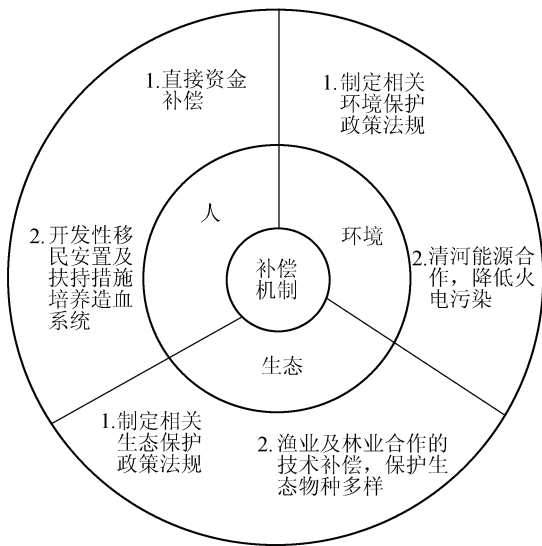 1.直接资金
补偿
1.制定相关
环境保护
政策法规
人
环境
2.开发性移
民安置及
扶持措施
培养造血
系统
补偿
机制
2.清河能源合
作，降低火
电污染
生态
1.制定相关
生态保护
政策法规
2.渔业及林业合作的
技术补偿，保护生
态物种多样